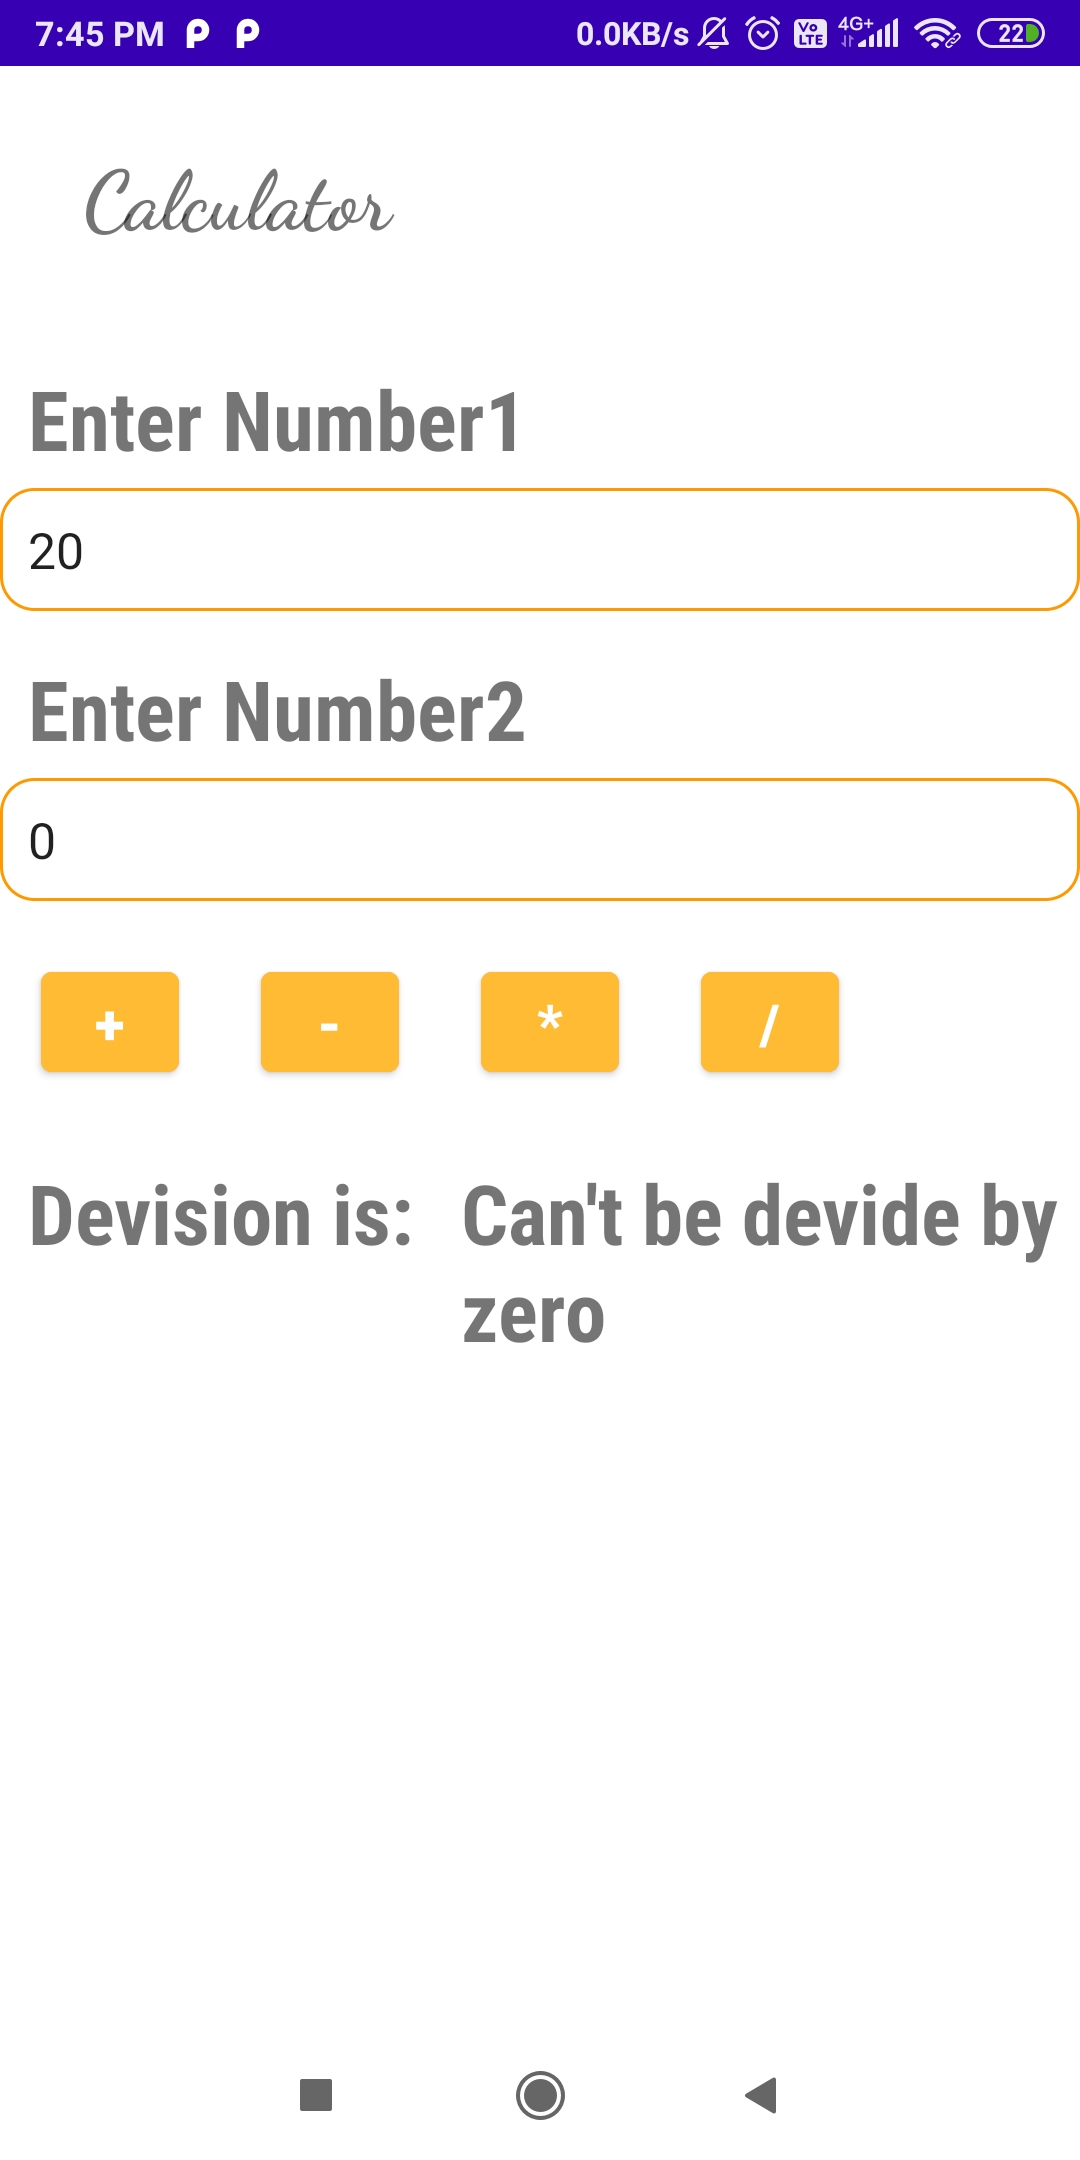 7:45 PM 0.0KB/s Vo LTE 4G+ 22
Calculator
Enter Number1
20
Enter Number2
0
+ - * /
Devision is: Can't be devide by
zero